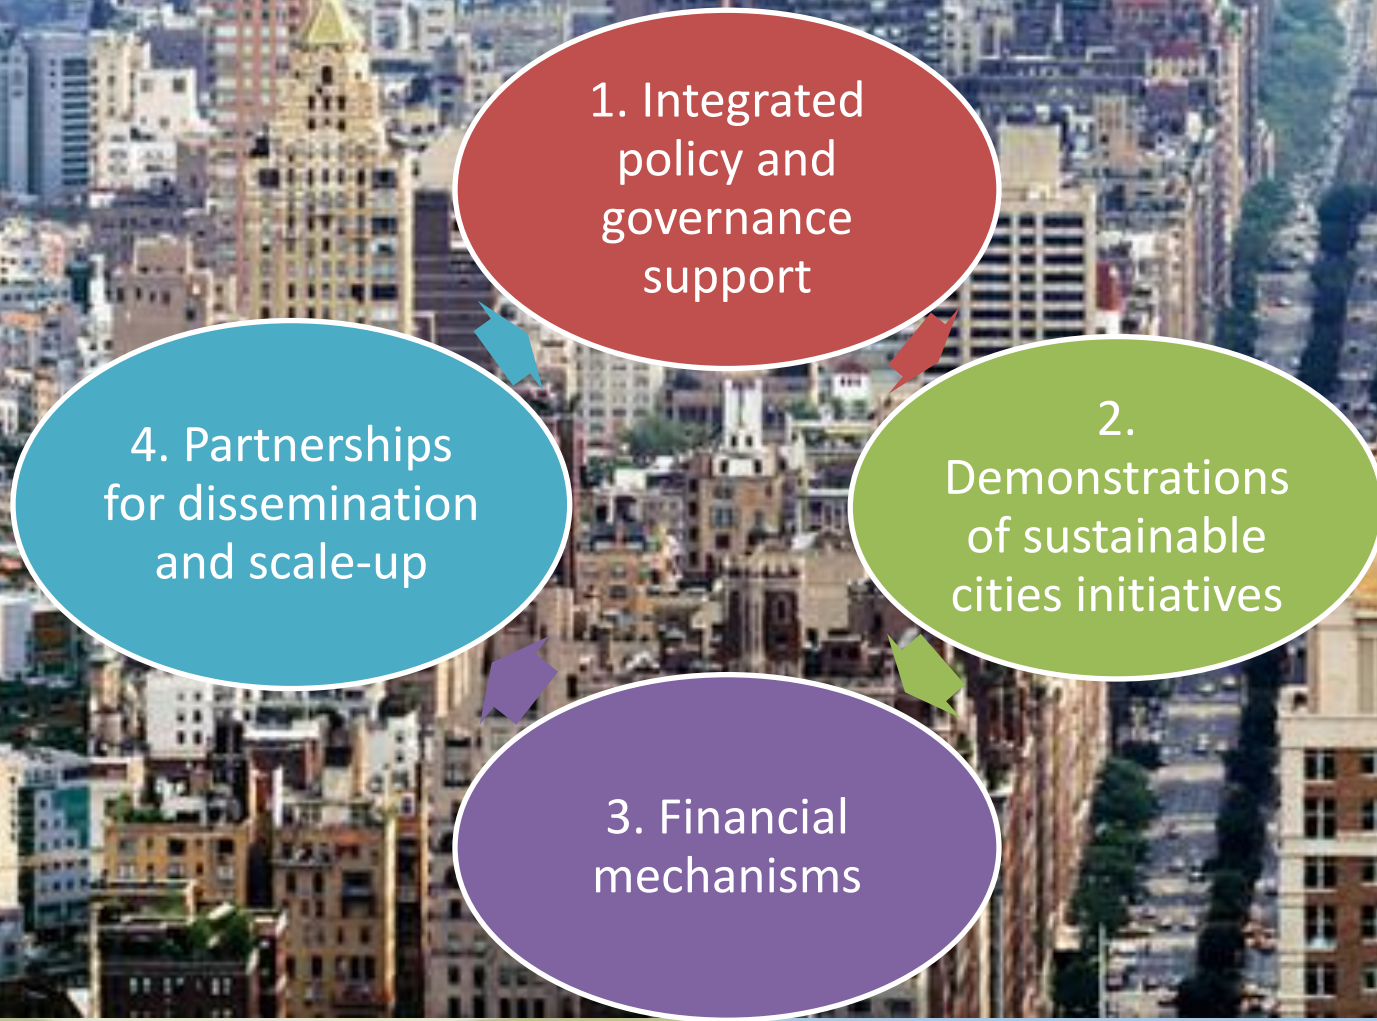 1. Integrated
policy and
governance
support
2.
Demonstrations
of sustainable
cities initiatives
3. Financial
mechanisms
4. Partnerships
for dissemination
and scale-up